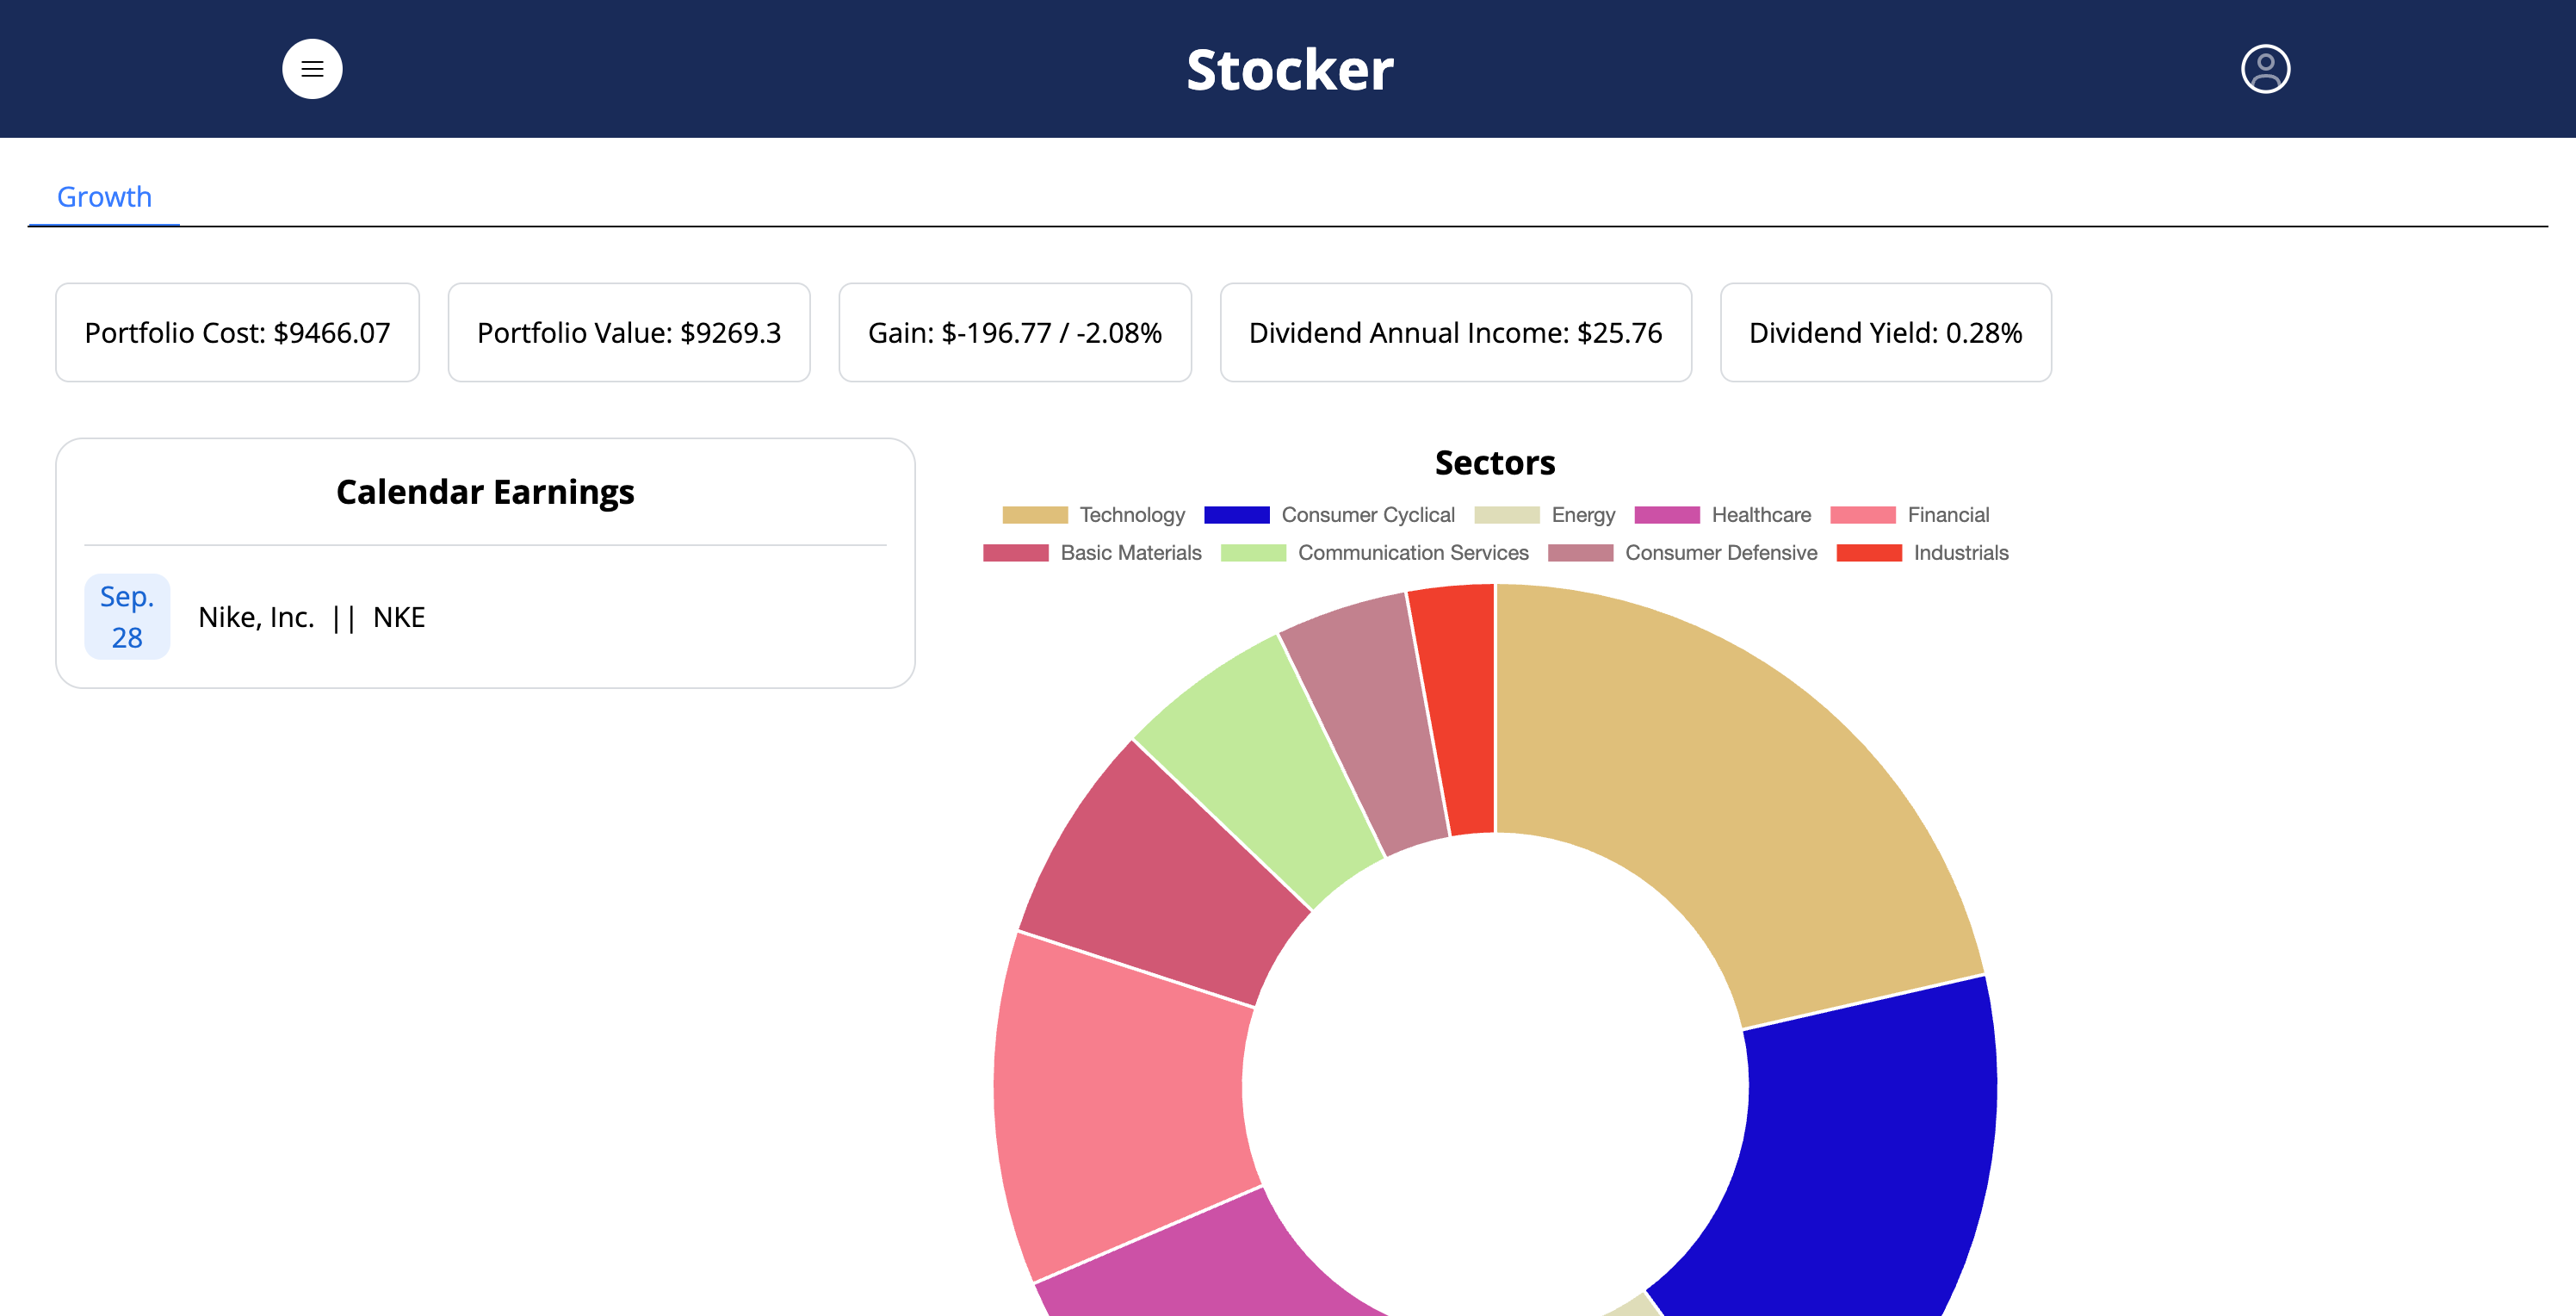 Stocker
Growth
Portfolio Cost: $9466.07
Portfolio Value: $9269.3
Gain: $-196.77 / -2.08%
Dividend Annual Income: $25.76
Dividend Yield: 0.28%
Calendar Earnings
Sep.
28
Nike, Inc. || NKE
Sectors
Technology Consumer Cyclical Energy Healthcare Financial
Basic Materials Communication Services Consumer Defensive Industrials